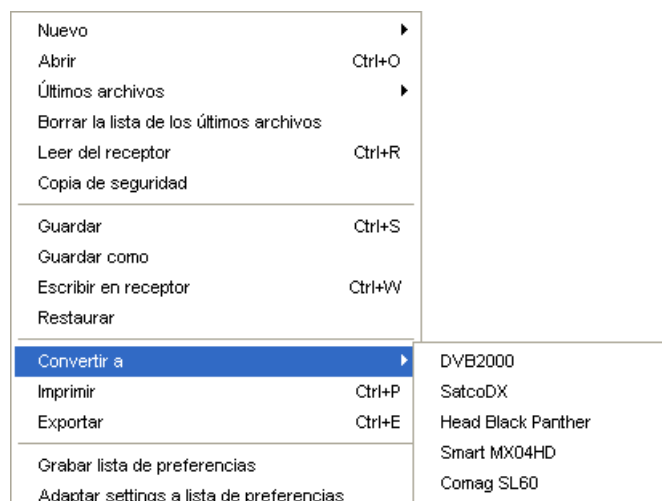 Nuevo
Abrir Ctrl+O
Últimos archivos
Borrar la lista de los últimos archivos
Leer del receptor Ctrl+R
Copia de seguridad
Guardar Ctrl+S
Guardar como
Escribir en receptor Ctrl+W
Restaurar
Convertir a DVB2000
Imprimir Ctrl+P SatcoDX
Exportar Ctrl+E Head Black Panther
Smart MX04HD
Grabar lista de preferencias
Comag SL60
Adaptar settings a lista de preferencias